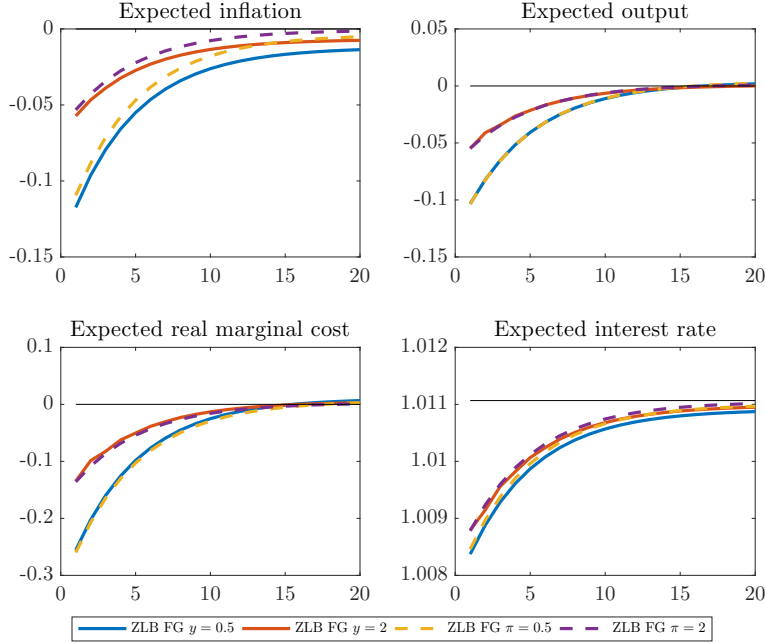 Expected inflation
0
-0.05
-0.1
-0.15
0 5 10 15 20
Expected output
0.05
0
-0.05
-0.1
-0.15
0 5 10 15 20
Expected real marginal cost
0.1
0
-0.1
-0.2
-0.3
0 5 10 15 20
Expected interest rate
1.012
1.011
1.01
1.009
1.008
0 5 10 15 20
ZLB FG y = 0.5 ZLB FG y = 2 ZLB FG π = 0.5 ZLB FG π = 2